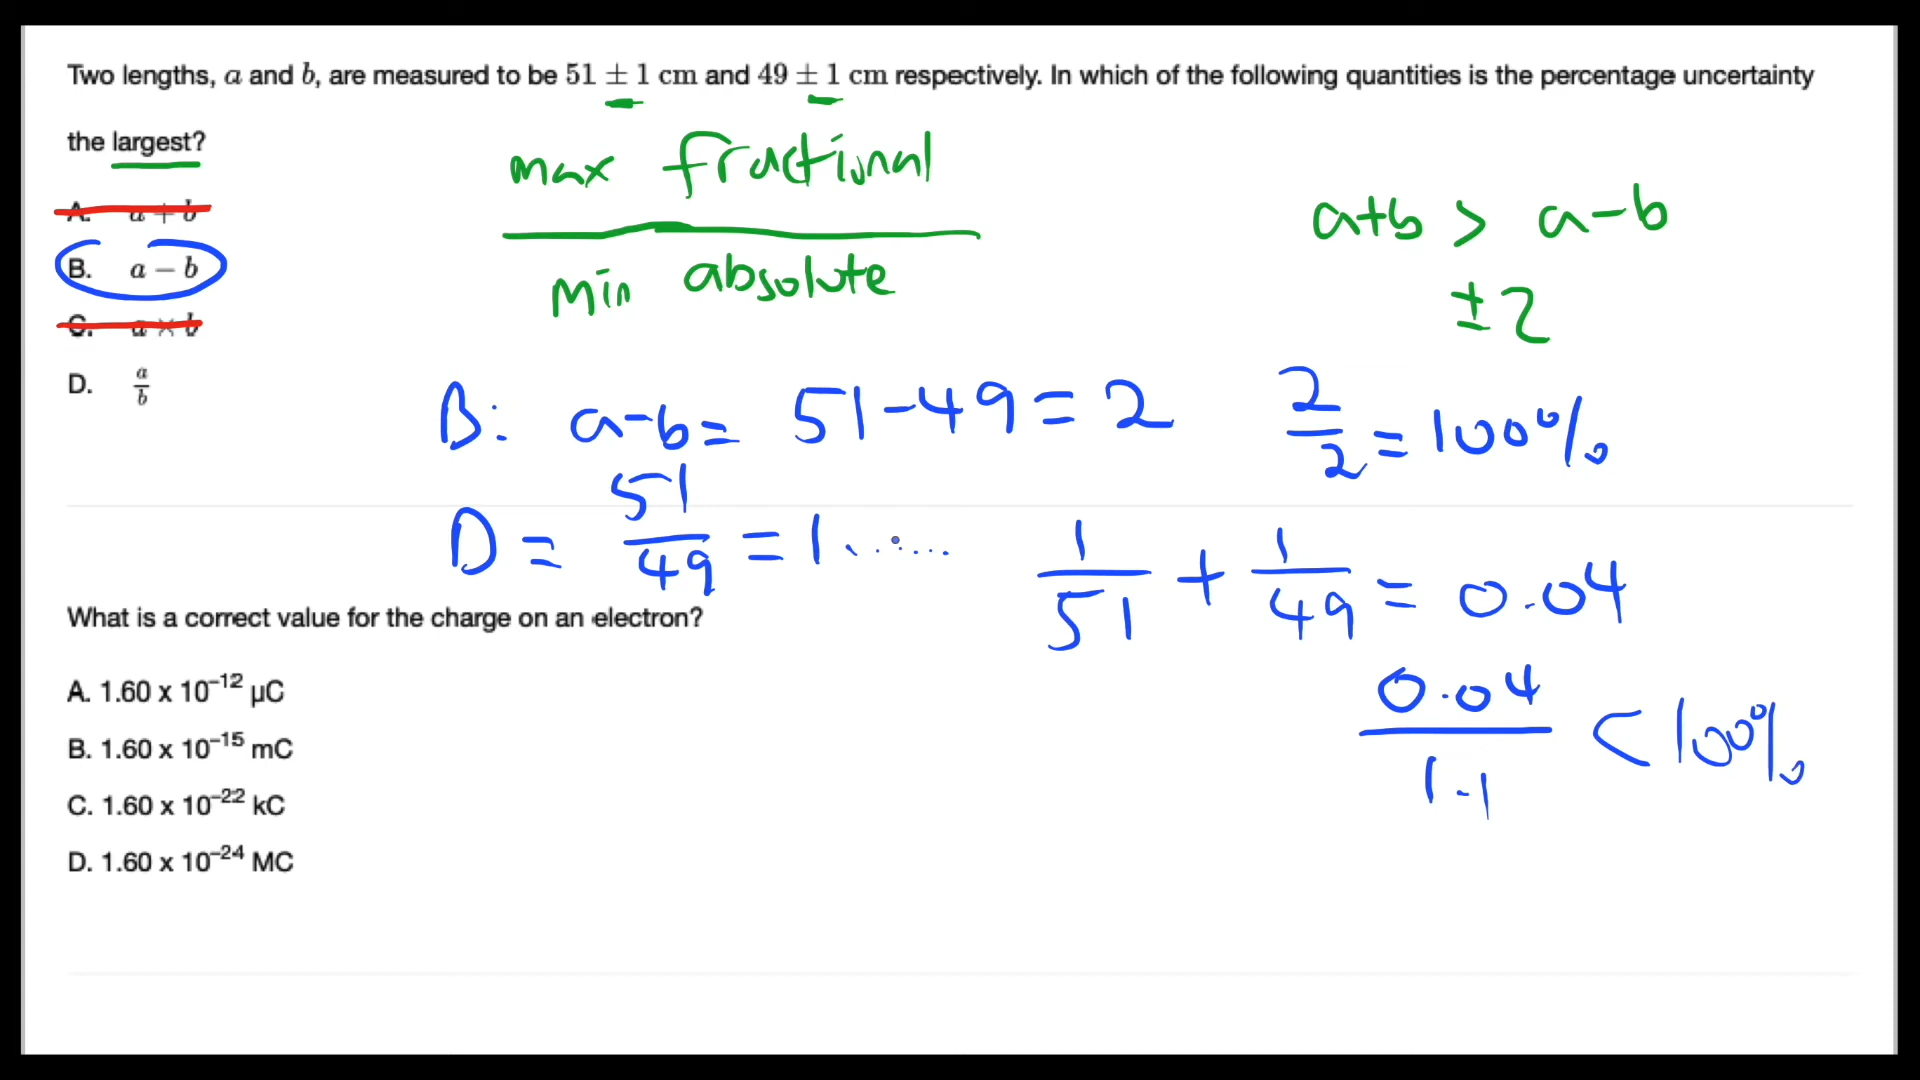 Two lengths, a and b, are measured to be 51 ± 1 cm and 49 ± 1 cm respectively. In which of the following quantities is the percentage uncertainty
the largest?
A. a + b
B. a − b
C. a × b
D. a/b
max fractional
min absolute
a+b > a-b
±2
B: a-b = 51-49 = 2
2/2 = 100%
D = 51/49 = 1......
1/51 + 1/49 = 0.04
0.04/1.1 < 100%
What is a correct value for the charge on an electron?
A. 1.60 x 10⁻¹² µC
B. 1.60 x 10⁻¹⁵ mC
C. 1.60 x 10⁻²² kC
D. 1.60 x 10⁻²⁴ MC